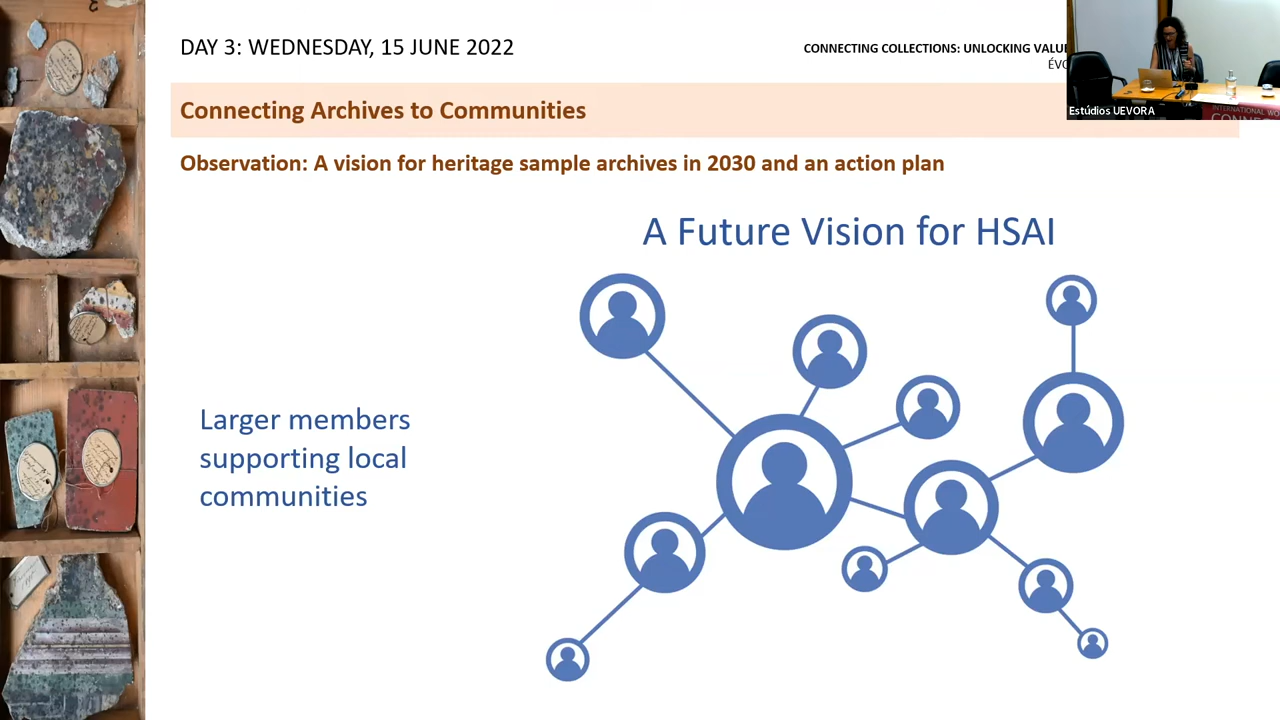 DAY 3: WEDNESDAY, 15 JUNE 2022
CONNECTING COLLECTIONS: UNLOCKING
Estúdios UEVORA
INTERNATIONAL
Connecting Archives to Communities
Observation: A vision for heritage sample archives in 2030 and an action plan
A Future Vision for HSAI
Larger members
supporting local
communities